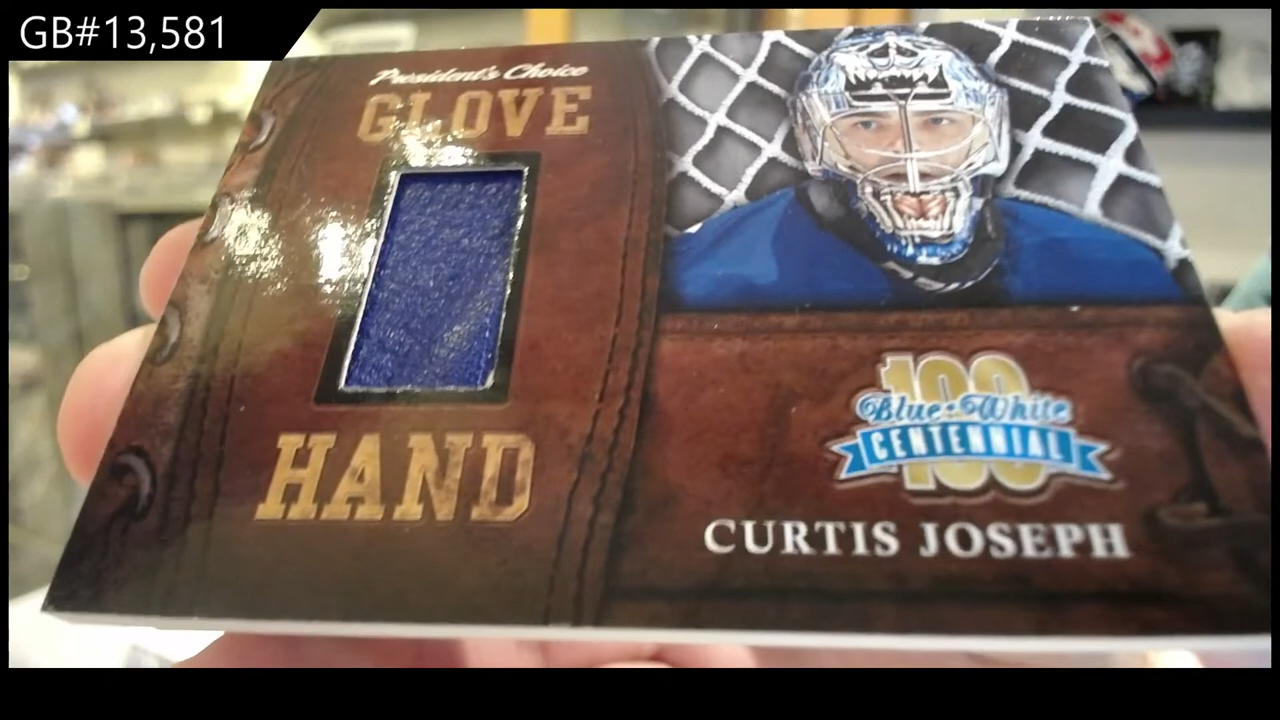 GB#13,581
President's Choice
GLOVE
HAND
100
Blue & White
CENTENNIAL
CURTIS JOSEPH